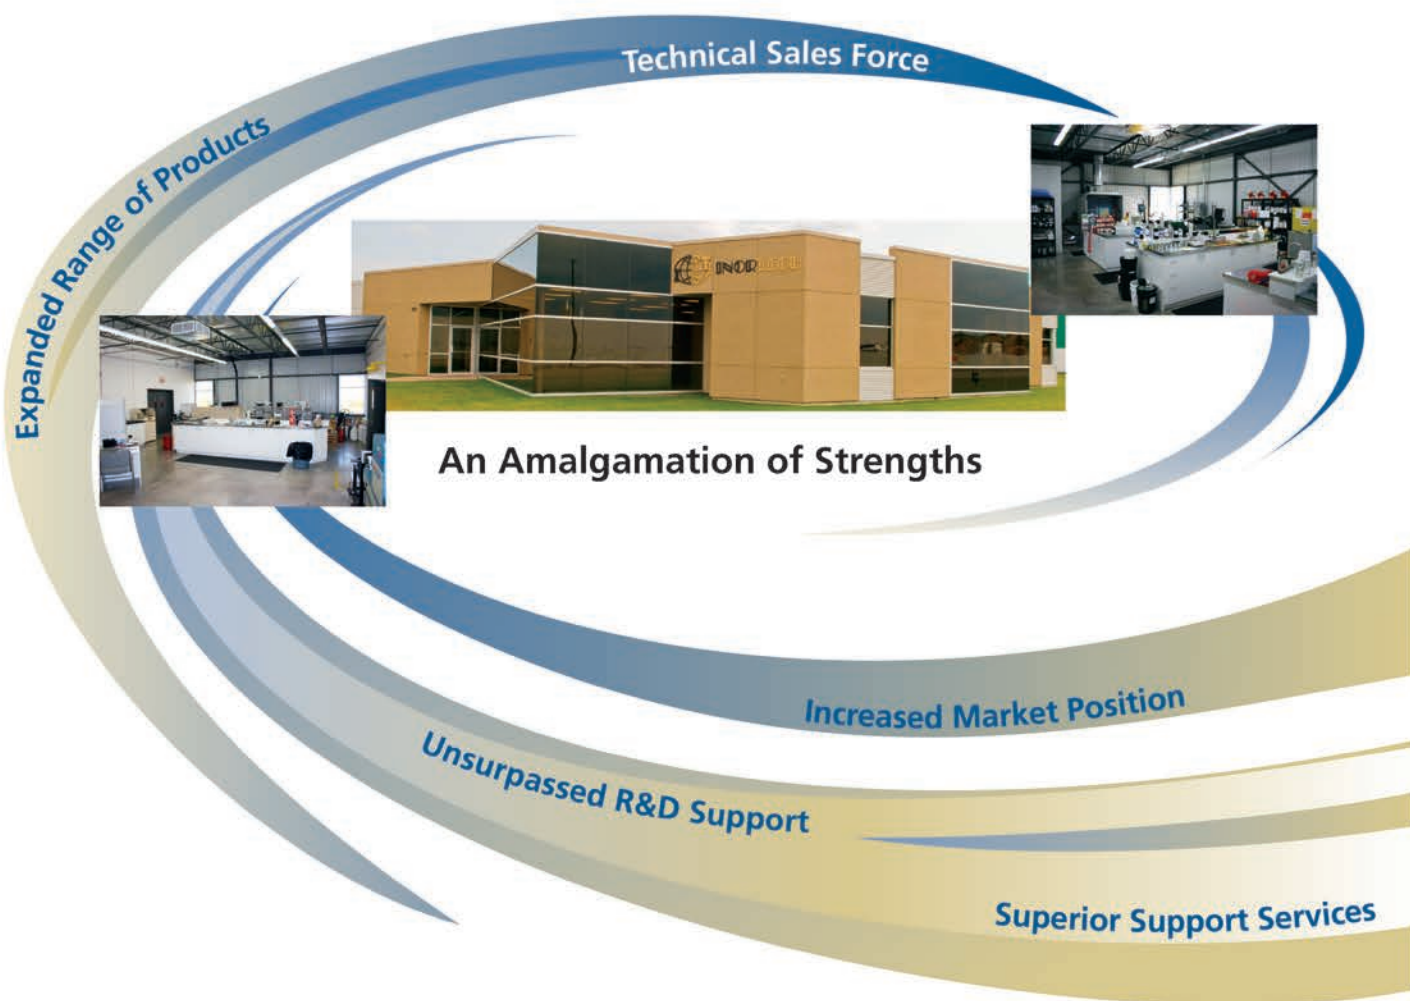 Technical Sales Force
Expanded Range of Products
An Amalgamation of Strengths
Increased Market Position
Unsurpassed R&D Support
Superior Support Services